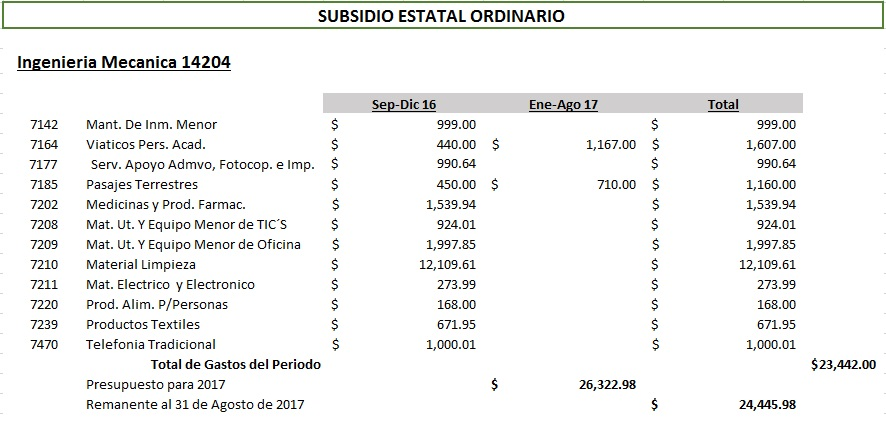 SUBSIDIO ESTATAL ORDINARIO
Ingenieria Mecanica 14204
Sep-Dic 16 Ene-Ago 17 Total
7142 Mant. De Inm. Menor $ 999.00 $ 999.00
7164 Viaticos Pers. Acad. $ 440.00 $ 1,167.00 $ 1,607.00
7177 Serv. Apoyo Admvo, Fotocop. e Imp. $ 990.64 $ 990.64
7185 Pasajes Terrestres $ 450.00 $ 710.00 $ 1,160.00
7202 Medicinas y Prod. Farmac. $ 1,539.94 $ 1,539.94
7208 Mat. Ut. Y Equipo Menor de TIC´S $ 924.01 $ 924.01
7209 Mat. Ut. Y Equipo Menor de Oficina $ 1,997.85 $ 1,997.85
7210 Material Limpieza $ 12,109.61 $ 12,109.61
7211 Mat. Electrico y Electronico $ 273.99 $ 273.99
7220 Prod. Alim. P/Personas $ 168.00 $ 168.00
7239 Productos Textiles $ 671.95 $ 671.95
7470 Telefonia Tradicional $ 1,000.01 $ 1,000.01
Total de Gastos del Periodo $23,442.00
Presupuesto para 2017 $ 26,322.98
Remanente al 31 de Agosto de 2017 $ 24,445.98